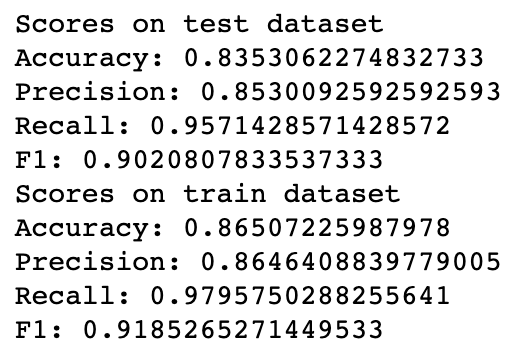 Scores on test dataset
Accuracy: 0.8353062274832733
Precision: 0.8530092592592593
Recall: 0.9571428571428572
F1: 0.9020807833537333
Scores on train dataset
Accuracy: 0.86507225987978
Precision: 0.8646408839779005
Recall: 0.9795750288255641
F1: 0.9185265271449533